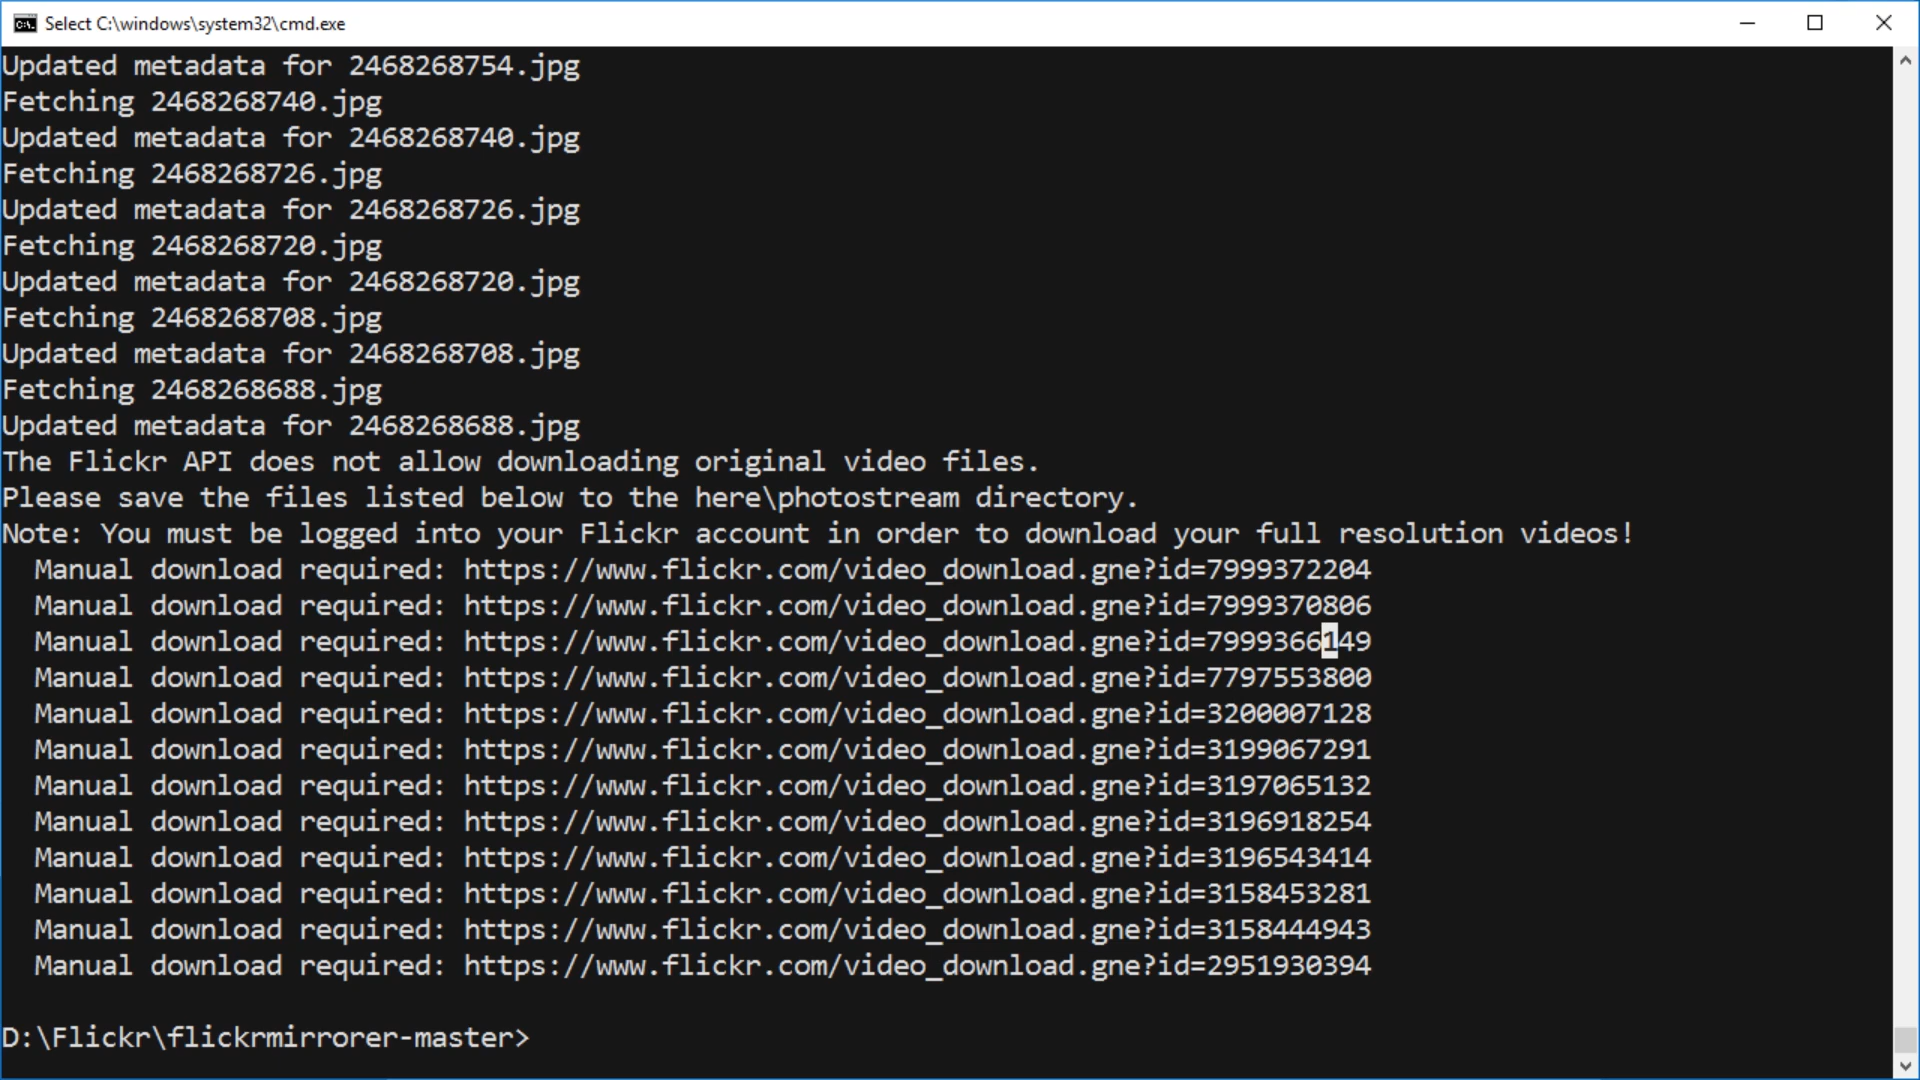 Select C:\windows\system32\cmd.exe
Updated metadata for 2468268754.jpg
Fetching 2468268740.jpg
Updated metadata for 2468268740.jpg
Fetching 2468268726.jpg
Updated metadata for 2468268726.jpg
Fetching 2468268720.jpg
Updated metadata for 2468268720.jpg
Fetching 2468268708.jpg
Updated metadata for 2468268708.jpg
Fetching 2468268688.jpg
Updated metadata for 2468268688.jpg
The Flickr API does not allow downloading original video files.
Please save the files listed below to the here\photostream directory.
Note: You must be logged into your Flickr account in order to download your full resolution videos!
Manual download required: https://www.flickr.com/video_download.gne?id=7999372204
Manual download required: https://www.flickr.com/video_download.gne?id=7999370806
Manual download required: https://www.flickr.com/video_download.gne?id=7999366149
Manual download required: https://www.flickr.com/video_download.gne?id=7797553800
Manual download required: https://www.flickr.com/video_download.gne?id=3200007128
Manual download required: https://www.flickr.com/video_download.gne?id=3199067291
Manual download required: https://www.flickr.com/video_download.gne?id=3197065132
Manual download required: https://www.flickr.com/video_download.gne?id=3196918254
Manual download required: https://www.flickr.com/video_download.gne?id=3196543414
Manual download required: https://www.flickr.com/video_download.gne?id=3158453281
Manual download required: https://www.flickr.com/video_download.gne?id=3158444943
Manual download required: https://www.flickr.com/video_download.gne?id=2951930394
D:\Flickr\flickrmirrorer-master>